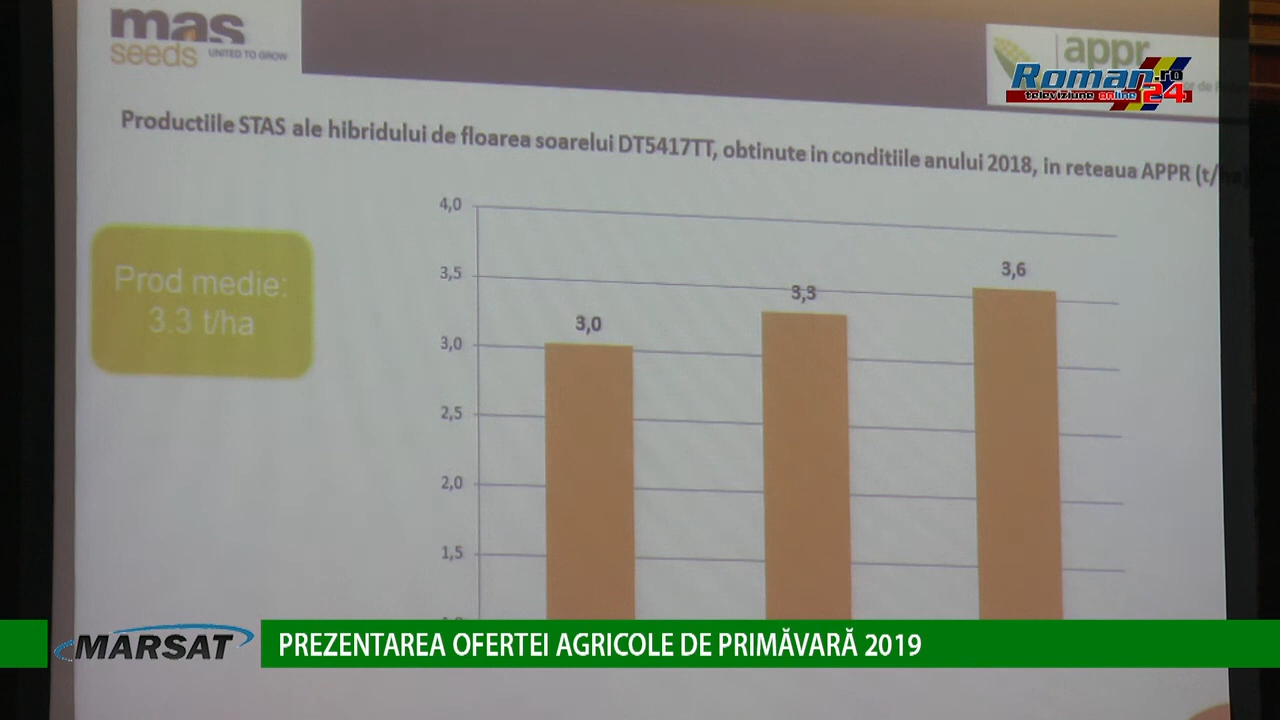 mas
seeds UNITED TO GROW
appr
Roman.ro
televiziune online 24
Productiile STAS ale hibridului de floarea soarelui DT5417TT, obtinute in conditiile anului 2018, in reteaua APPR (t/ha)
Prod medie:
3.3 t/ha
4,0
3,5
3,0
2,5
2,0
1,5
3,0
3,3
3,6
MARSAT
PREZENTAREA OFERTEI AGRICOLE DE PRIMĂVARĂ 2019